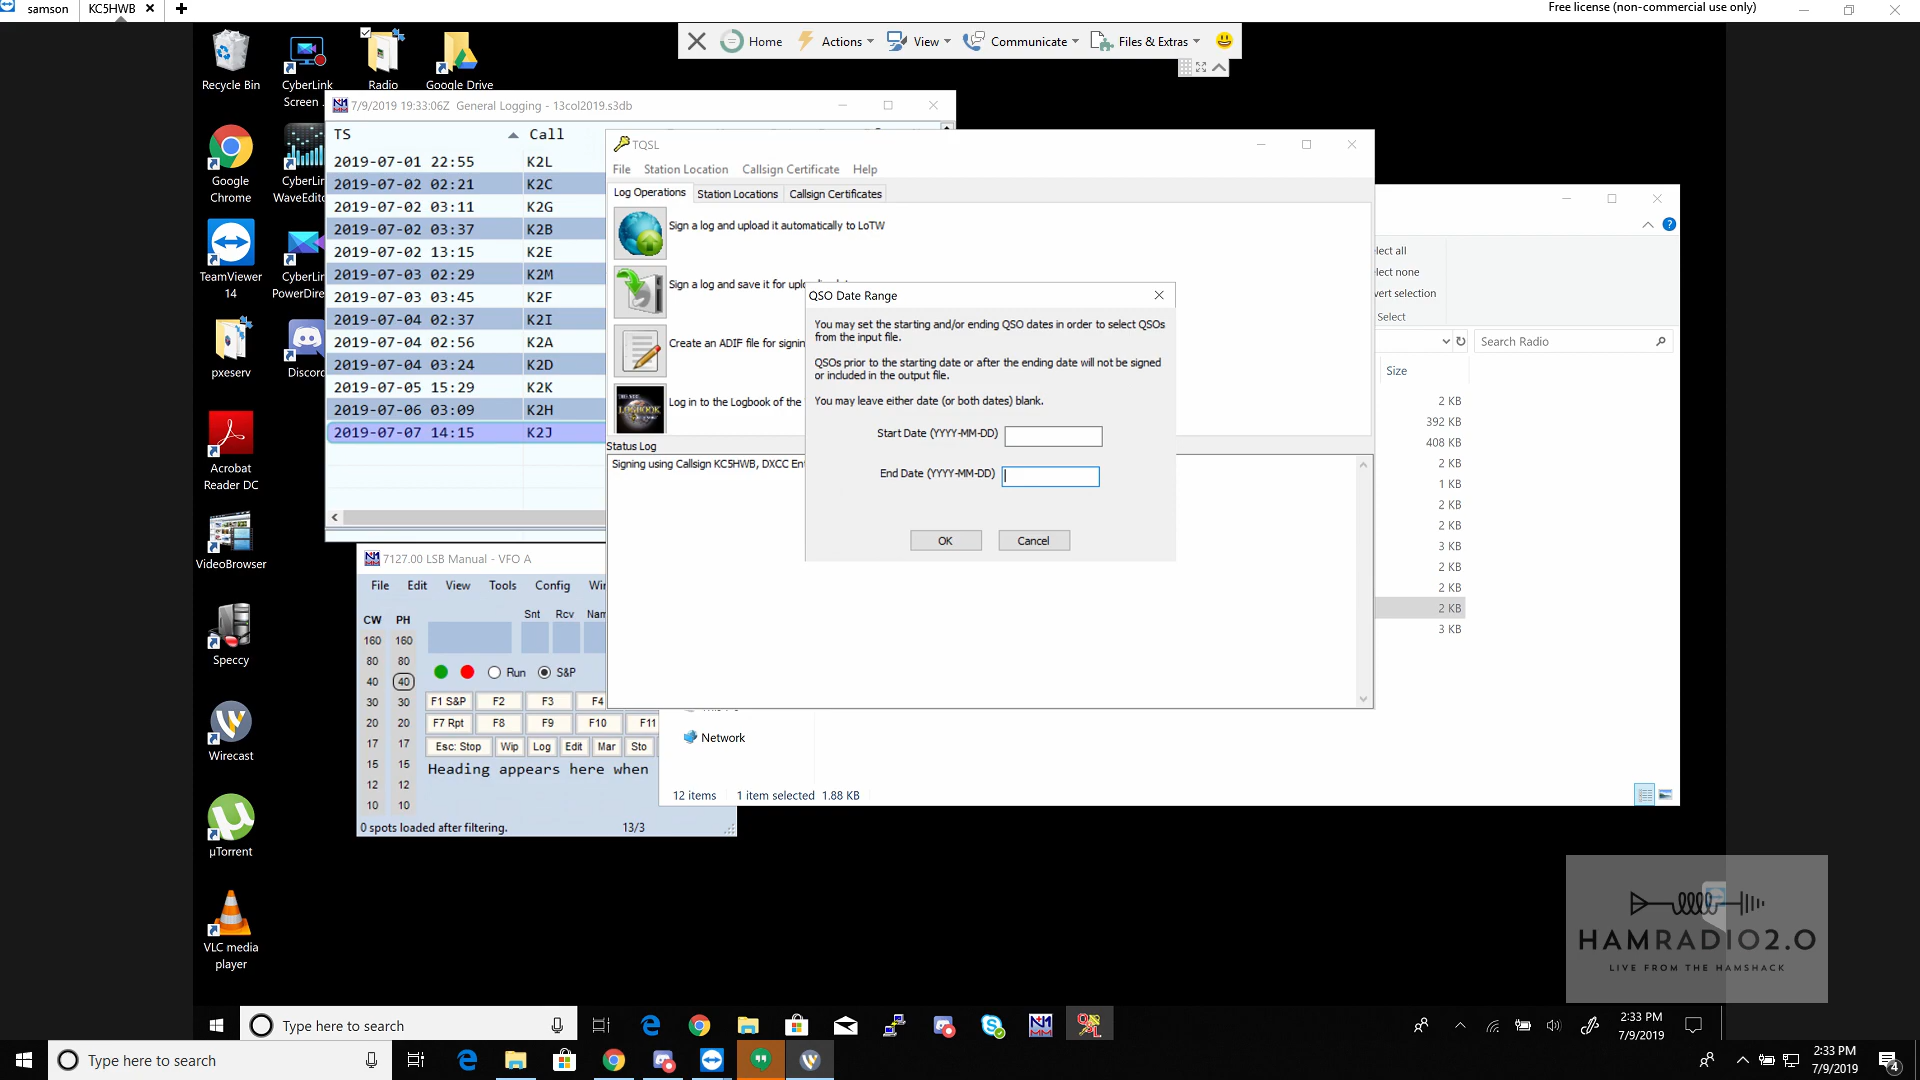 samson
KC5HWB
Free license (non-commercial use only)
Home
Actions
View
Communicate
Files & Extras
Recycle Bin
CyberLink
Screen
Radio
Google Drive
Google
Chrome
WaveEdito
TeamViewer
14
PowerDire
pxeserv
Discord
Acrobat
Reader DC
VideoBrowser
Speccy
Wirecast
µTorrent
VLC media
player
7/9/2019 19:33:06Z General Logging - 13col2019.s3db
TS Call
2019-07-01 22:55 K2L
2019-07-02 02:21 K2C
2019-07-02 03:11 K2G
2019-07-02 03:37 K2B
2019-07-02 13:15 K2E
2019-07-03 02:29 K2M
2019-07-03 03:45 K2F
2019-07-04 02:37 K2I
2019-07-04 02:56 K2A
2019-07-04 03:24 K2D
2019-07-05 15:29 K2K
2019-07-06 03:09 K2H
2019-07-07 14:15 K2J
TQSL
File Station Location Callsign Certificate Help
Log Operations Station Locations Callsign Certificates
Sign a log and upload it automatically to LoTW
Sign a log and save it for
Create an ADIF file for signin
Log in to the Logbook of the
Status Log
Signing using Callsign KC5HWB, DXCC Ent
QSO Date Range
You may set the starting and/or ending QSO dates in order to select QSOs
from the input file.
QSOs prior to the starting date or after the ending date will not be signed
or included in the output file.
You may leave either date (or both dates) blank.
Start Date (YYYY-MM-DD)
End Date (YYYY-MM-DD)
OK Cancel
lect all
lect none
vert selection
Select
Search Radio
Size
2 KB
392 KB
408 KB
2 KB
1 KB
2 KB
2 KB
3 KB
2 KB
2 KB
2 KB
3 KB
Network
12 items 1 item selected 1.88 KB
7127.00 LSB Manual - VFO A
File Edit View Tools Config Wi
Snt Rcv Nam
CW PH
160 160
80 80
40 40
30 30
20 20
17 17
15 15
12 12
10 10
Run S&P
F1 S&P F2 F3 F4
F7 Rpt F8 F9 F10 F11
Esc: Stop Wip Log Edit Mar Sto
Heading appears here when
0 spots loaded after filtering. 13/3
HAMRADIO2.0
LIVE FROM THE HAMSHACK
Type here to search
2:33 PM
7/9/2019
Type here to search
2:33 PM
7/9/2019
4